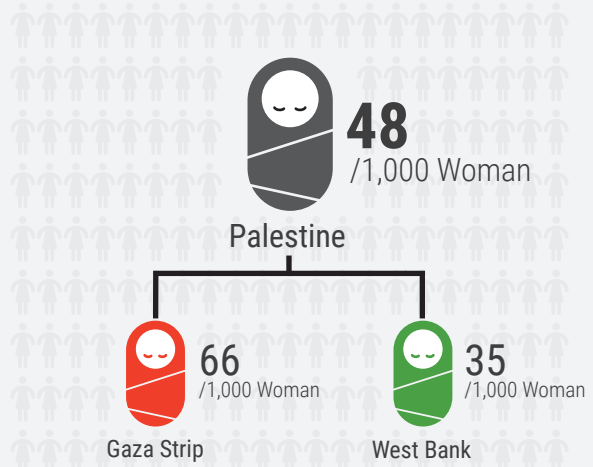 48
/1,000 Woman
Palestine
66
/1,000 Woman
Gaza Strip
35
/1,000 Woman
West Bank